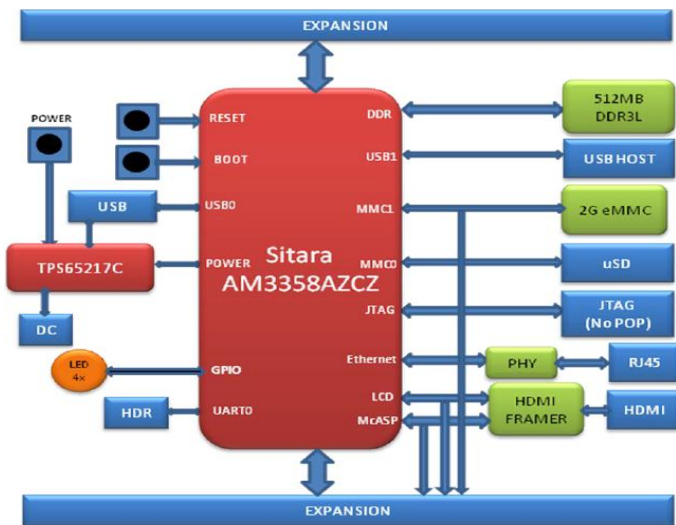 EXPANSION
POWER
RESET
BOOT
USB
USB0
TPS65217C
POWER
DC
LED
4x
GPIO
HDR
UART0
Sitara
AM3358AZCZ
DDR
512MB
DDR3L
USB1
USB HOST
MMC1
2G eMMC
MMC0
uSD
JTAG
JTAG
(No POP)
Ethernet
PHY
RJ45
LCD
McASP
HDMI
FRAMER
HDMI
EXPANSION